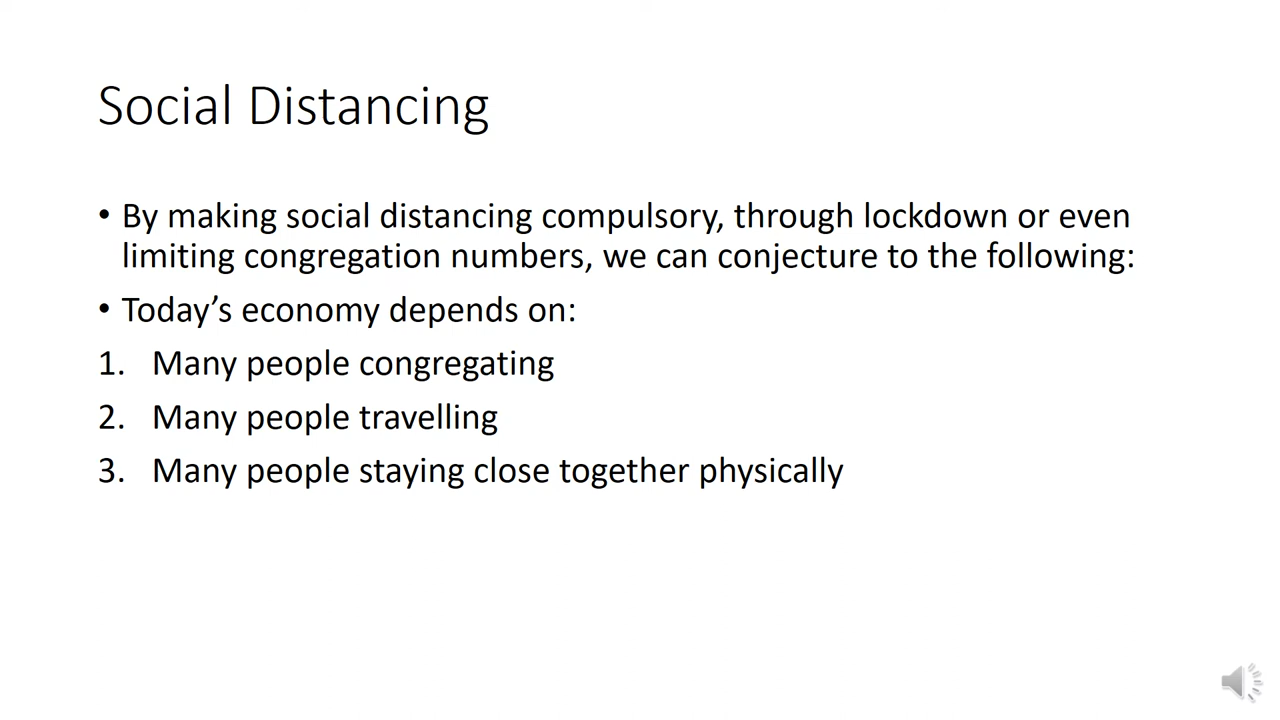 Social Distancing
• By making social distancing compulsory, through lockdown or even
limiting congregation numbers, we can conjecture to the following:
• Today’s economy depends on:
1. Many people congregating
2. Many people travelling
3. Many people staying close together physically